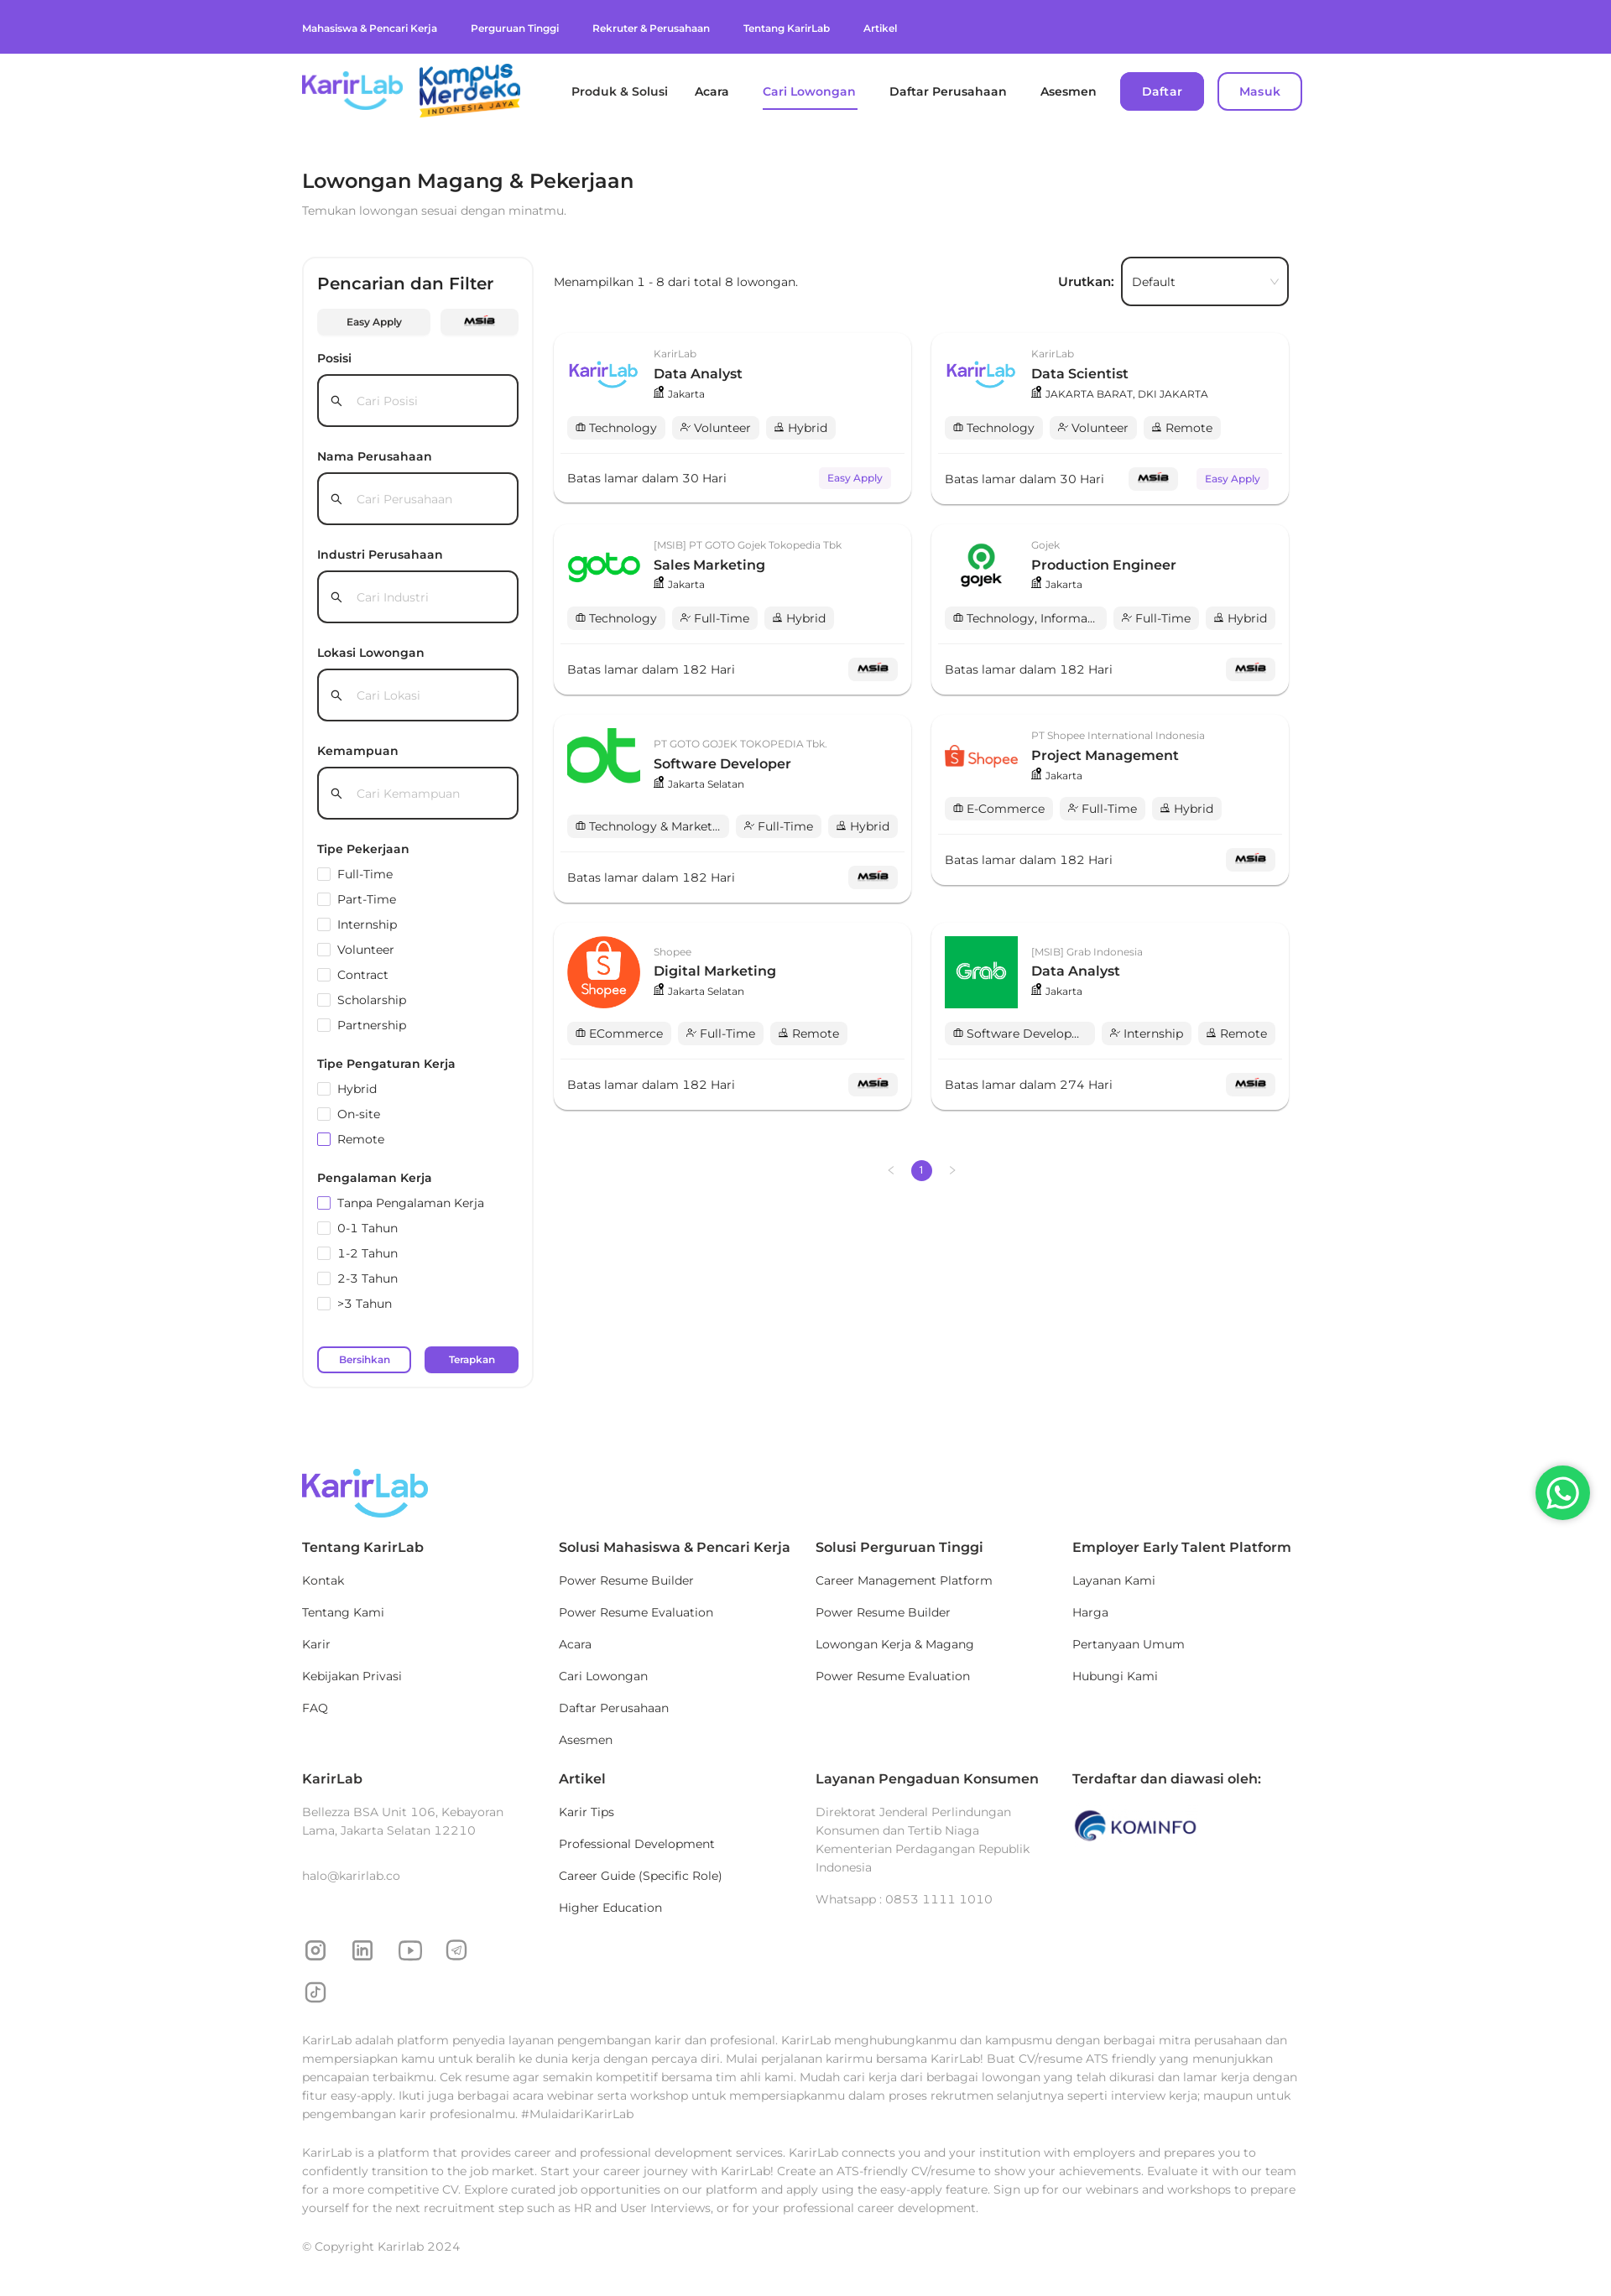 Mahasiswa & Pencari Kerja
Perguruan Tinggi
Rekruter & Perusahaan
Tentang KarirLab
Artikel
KarirLab
Kampus
Merdeka
INDONESIA JAYA
Produk & Solusi
Acara
Cari Lowongan
Daftar Perusahaan
Asesmen
Daftar
Masuk
Lowongan Magang & Pekerjaan
Temukan lowongan sesuai dengan minatmu.
Pencarian dan Filter
Easy Apply
MSIB
Posisi
Cari Posisi
Nama Perusahaan
Cari Perusahaan
Industri Perusahaan
Cari Industri
Lokasi Lowongan
Cari Lokasi
Kemampuan
Cari Kemampuan
Tipe Pekerjaan
Full-Time
Part-Time
Internship
Volunteer
Contract
Scholarship
Partnership
Tipe Pengaturan Kerja
Hybrid
On-site
Remote
Pengalaman Kerja
Tanpa Pengalaman Kerja
0-1 Tahun
1-2 Tahun
2-3 Tahun
>3 Tahun
Bersihkan
Terapkan
Menampilkan 1 - 8 dari total 8 lowongan.
Urutkan:
Default
KarirLab
KarirLab
Data Analyst
Jakarta
Technology
Volunteer
Hybrid
Batas lamar dalam 30 Hari
Easy Apply
KarirLab
KarirLab
Data Scientist
JAKARTA BARAT, DKI JAKARTA
Technology
Volunteer
Remote
Batas lamar dalam 30 Hari
MSIB
Easy Apply
goto
[MSIB] PT GOTO Gojek Tokopedia Tbk
Sales Marketing
Jakarta
Technology
Full-Time
Hybrid
Batas lamar dalam 182 Hari
MSIB
gojek
Gojek
Production Engineer
Jakarta
Technology, Informa...
Full-Time
Hybrid
Batas lamar dalam 182 Hari
MSIB
ot
PT GOTO GOJEK TOKOPEDIA Tbk.
Software Developer
Jakarta Selatan
Technology & Market...
Full-Time
Hybrid
Batas lamar dalam 182 Hari
MSIB
Shopee
PT Shopee International Indonesia
Project Management
Jakarta
E-Commerce
Full-Time
Hybrid
Batas lamar dalam 182 Hari
MSIB
Shopee
Shopee
Digital Marketing
Jakarta Selatan
ECommerce
Full-Time
Remote
Batas lamar dalam 182 Hari
MSIB
Grab
[MSIB] Grab Indonesia
Data Analyst
Jakarta
Software Develop...
Internship
Remote
Batas lamar dalam 274 Hari
MSIB
1
KarirLab
Tentang KarirLab
Kontak
Tentang Kami
Karir
Kebijakan Privasi
FAQ
Solusi Mahasiswa & Pencari Kerja
Power Resume Builder
Power Resume Evaluation
Acara
Cari Lowongan
Daftar Perusahaan
Asesmen
Solusi Perguruan Tinggi
Career Management Platform
Power Resume Builder
Lowongan Kerja & Magang
Power Resume Evaluation
Employer Early Talent Platform
Layanan Kami
Harga
Pertanyaan Umum
Hubungi Kami
KarirLab
Bellezza BSA Unit 106, Kebayoran
Lama, Jakarta Selatan 12210
halo@karirlab.co
Artikel
Karir Tips
Professional Development
Career Guide (Specific Role)
Higher Education
Layanan Pengaduan Konsumen
Direktorat Jenderal Perlindungan
Konsumen dan Tertib Niaga
Kementerian Perdagangan Republik
Indonesia
Whatsapp : 0853 1111 1010
Terdaftar dan diawasi oleh:
KOMINFO
KarirLab adalah platform penyedia layanan pengembangan karir dan profesional. KarirLab menghubungkanmu dan kampusmu dengan berbagai mitra perusahaan dan
mempersiapkan kamu untuk beralih ke dunia kerja dengan percaya diri. Mulai perjalanan karirmu bersama KarirLab! Buat CV/resume ATS friendly yang menunjukkan
pencapaian terbaikmu. Cek resume agar semakin kompetitif bersama tim ahli kami. Mudah cari kerja dari berbagai lowongan yang telah dikurasi dan lamar kerja dengan
fitur easy-apply. Ikuti juga berbagai acara webinar serta workshop untuk mempersiapkanmu dalam proses rekrutmen selanjutnya seperti interview kerja; maupun untuk
pengembangan karir profesionalmu. #MulaidariKarirLab
KarirLab is a platform that provides career and professional development services. KarirLab connects you and your institution with employers and prepares you to
confidently transition to the job market. Start your career journey with KarirLab! Create an ATS-friendly CV/resume to show your achievements. Evaluate it with our team
for a more competitive CV. Explore curated job opportunities on our platform and apply using the easy-apply feature. Sign up for our webinars and workshops to prepare
yourself for the next recruitment step such as HR and User Interviews, or for your professional career development.
© Copyright Karirlab 2024